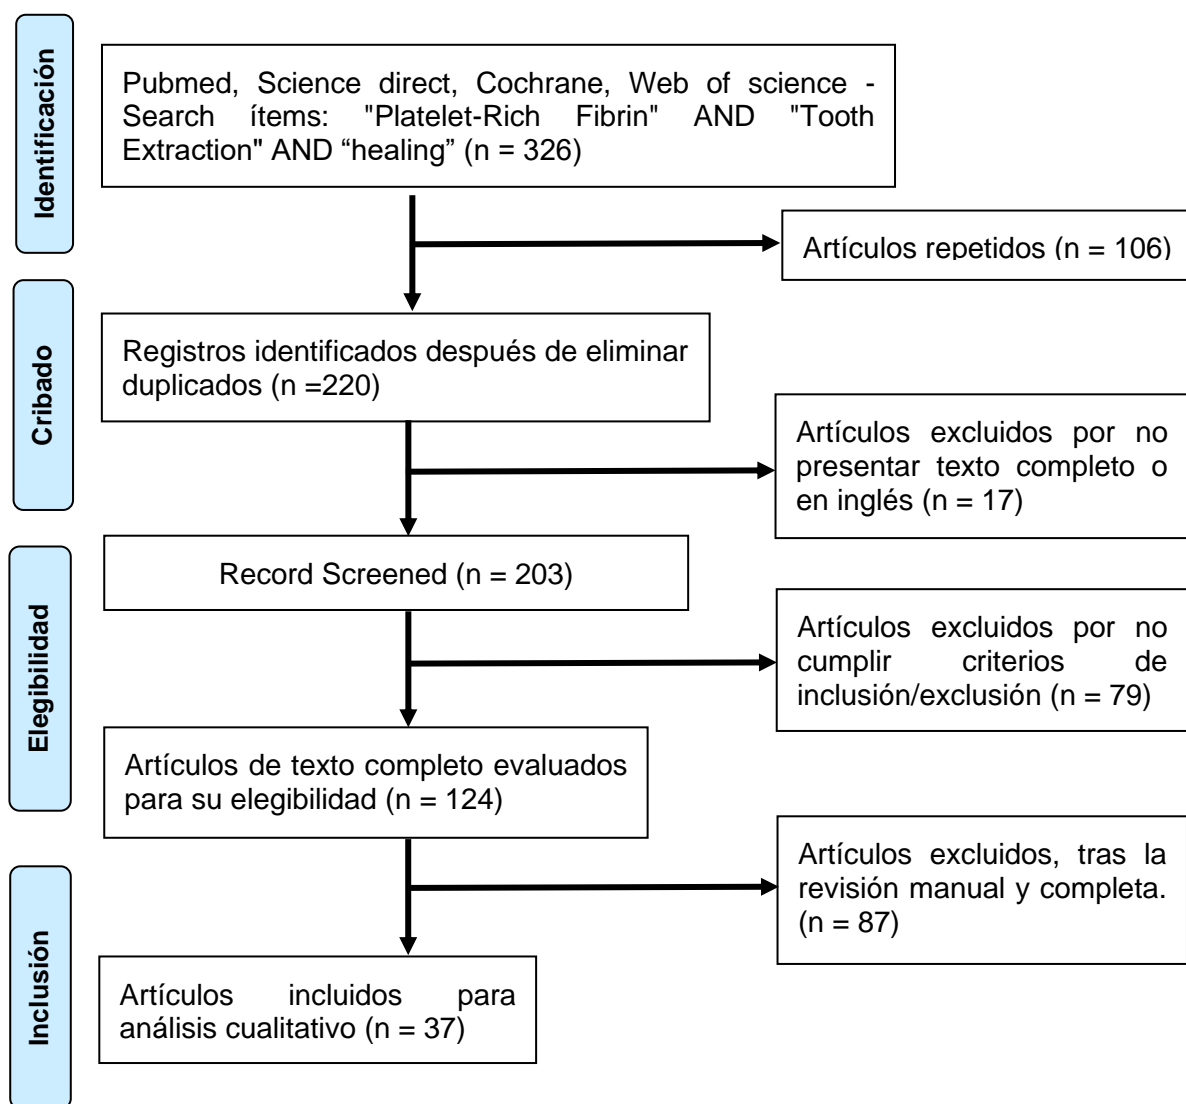 Identificación
Pubmed, Science direct, Cochrane, Web of science -
Search ítems: "Platelet-Rich Fibrin" AND "Tooth
Extraction" AND “healing” (n = 326)
Artículos repetidos (n = 106)
Cribado
Registros identificados después de eliminar
duplicados (n =220)
Artículos excluidos por no
presentar texto completo o
en inglés (n = 17)
Elegibilidad
Record Screened (n = 203)
Artículos excluidos por no
cumplir criterios de
inclusión/exclusión (n = 79)
Artículos de texto completo evaluados
para su elegibilidad (n = 124)
Artículos excluidos, tras la
revisión manual y completa.
(n = 87)
Inclusión
Artículos incluidos para
análisis cualitativo (n = 37)